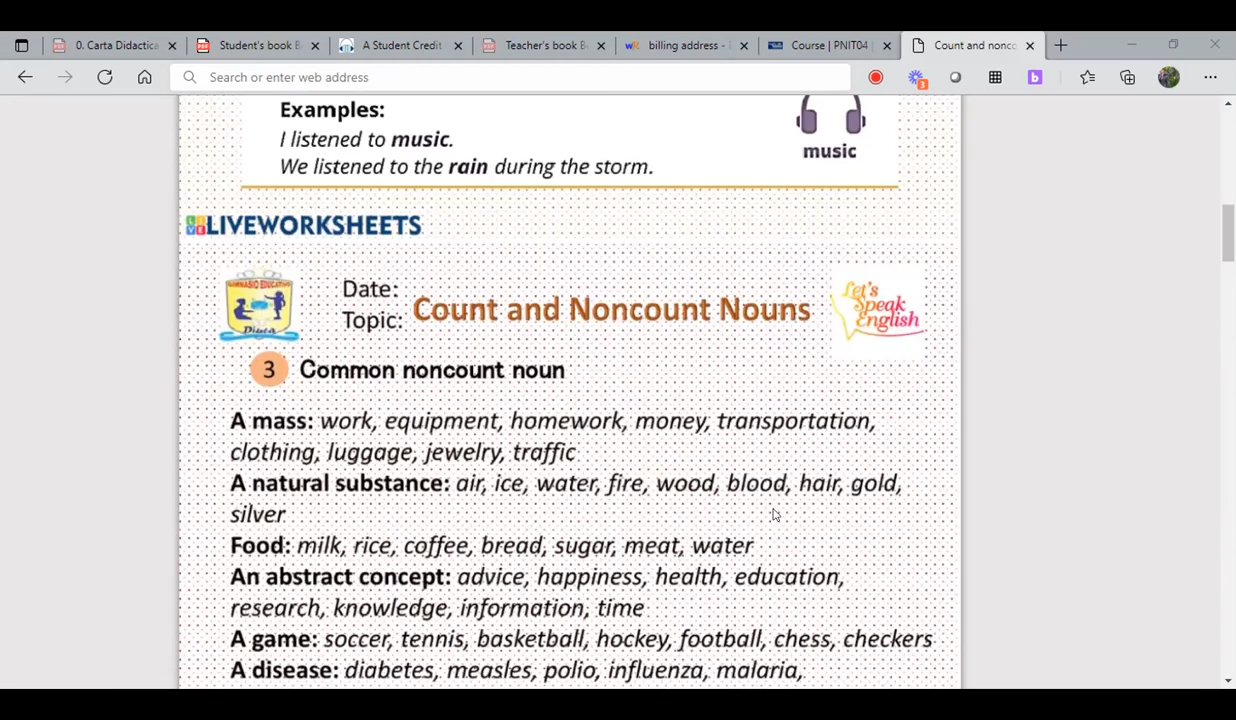 0. Carta Didactica
Student's book B
A Student Credit
Teacher's book B
billing address -
Course | PNIT04
Count and nonco
Search or enter web address
3
b
Examples:
I listened to music.
We listened to the rain during the storm.
music
LIVEWORKSHEETS
GIMNASIO EDUCATIVO
Date:
Topic:
Count and Noncount Nouns
Let's
Speak
English
3 Common noncount noun
A mass: work, equipment, homework, money, transportation,
clothing, luggage, jewelry, traffic
A natural substance: air, ice, water, fire, wood, blood, hair, gold,
silver
Food: milk, rice, coffee, bread, sugar, meat, water
An abstract concept: advice, happiness, health, education,
research, knowledge, information, time
A game: soccer, tennis, basketball, hockey, football, chess, checkers
A disease: diabetes, measles, polio, influenza, malaria,